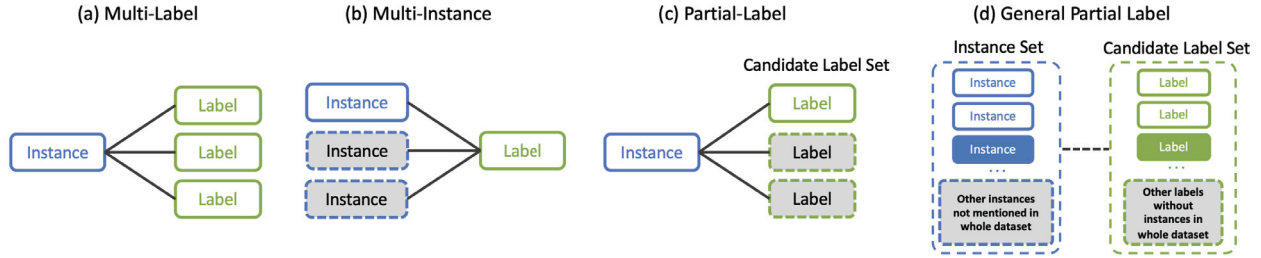 (a) Multi-Label
Instance
Label
Label
Label
(b) Multi-Instance
Instance
Instance
Instance
Label
(c) Partial-Label
Candidate Label Set
Instance
Label
Label
Label
(d) General Partial Label
Instance Set
Instance
Instance
Instance
...
Other instances
not mentioned in
whole dataset
Candidate Label Set
Label
Label
Label
...
Other labels
without
instances in
whole dataset